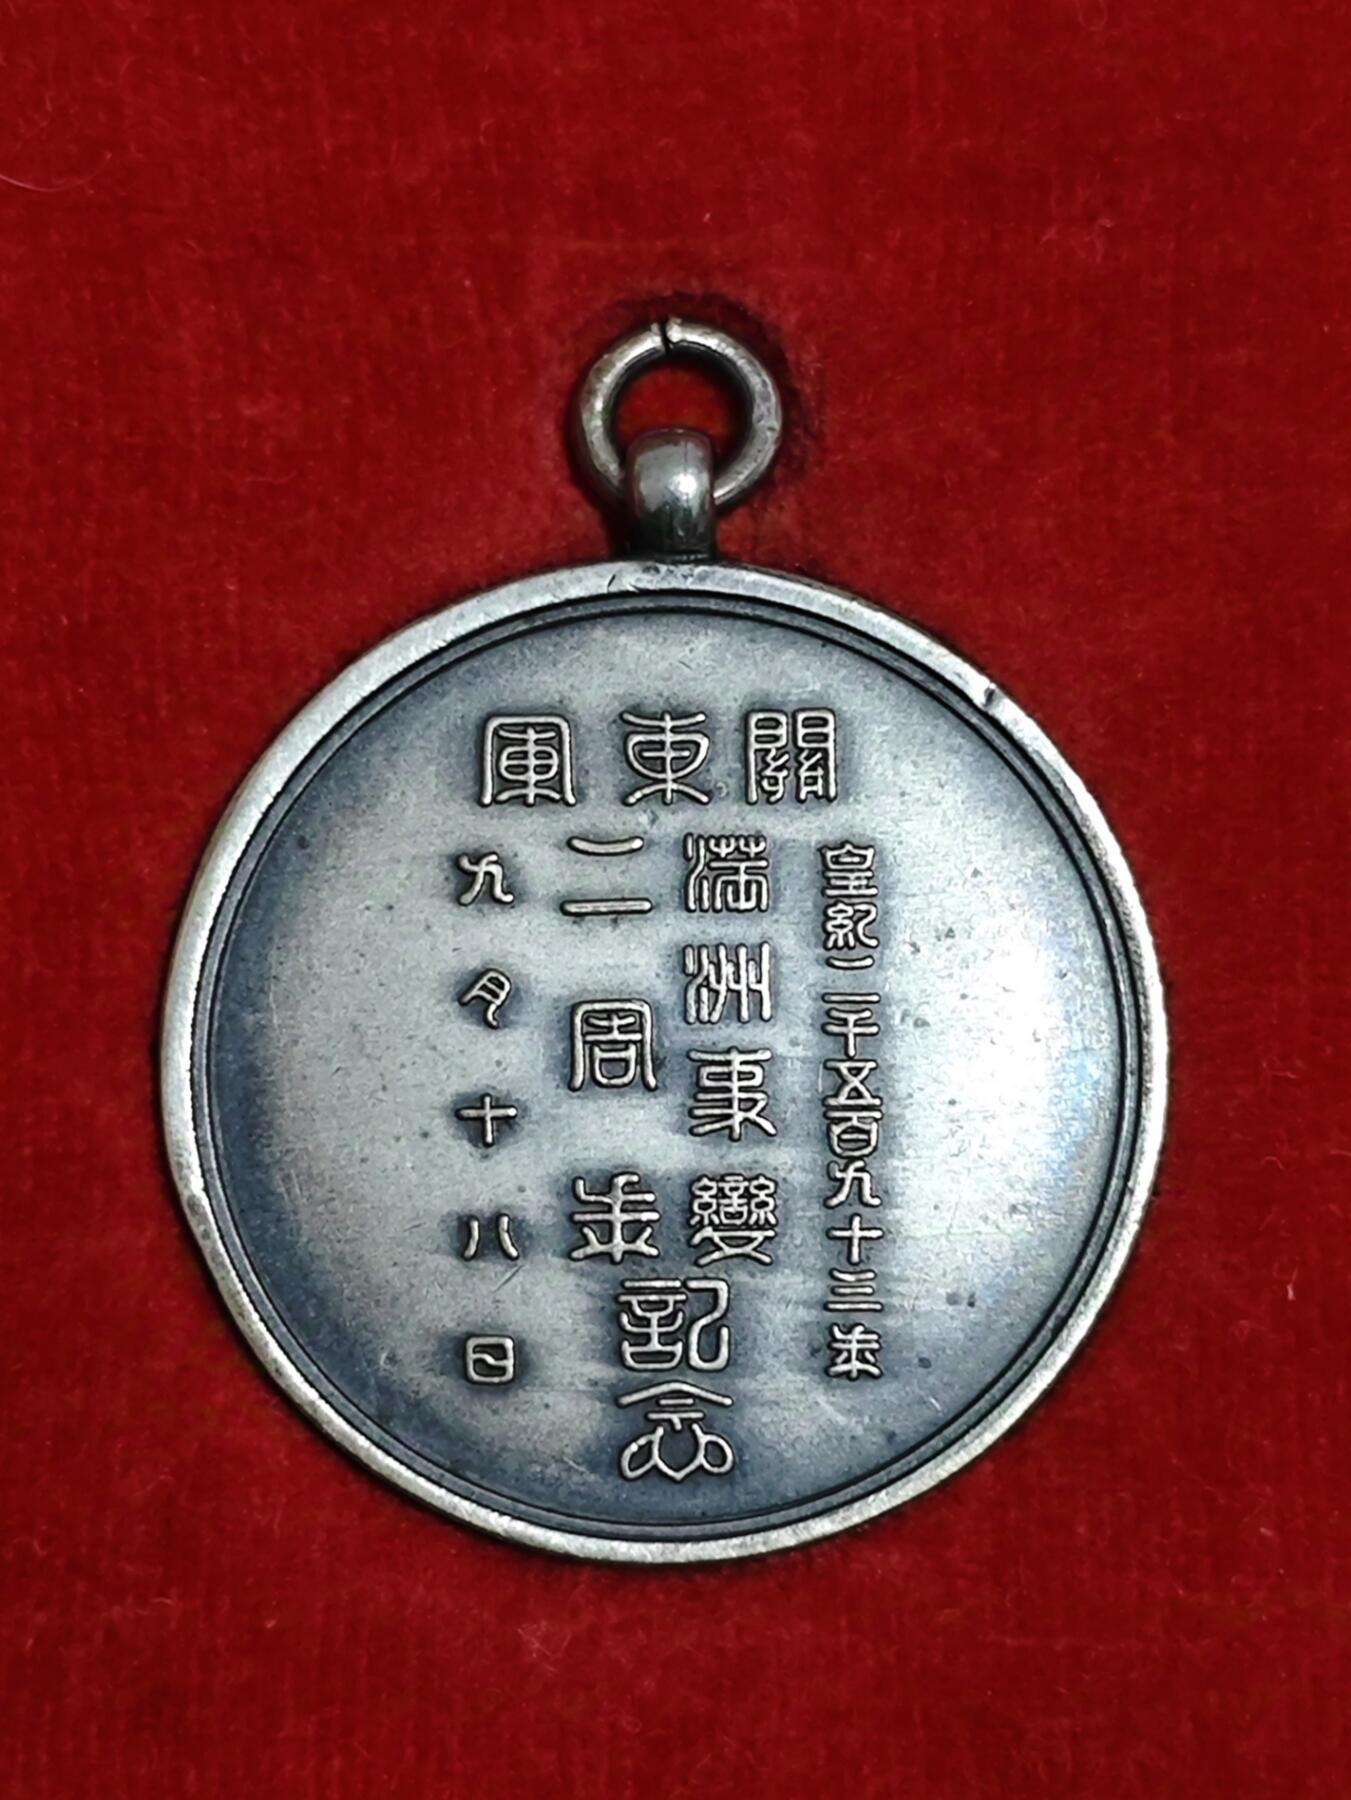 關東軍
皇紀二千五百九十三年
満洲事變
二周年
記念
九月十八日